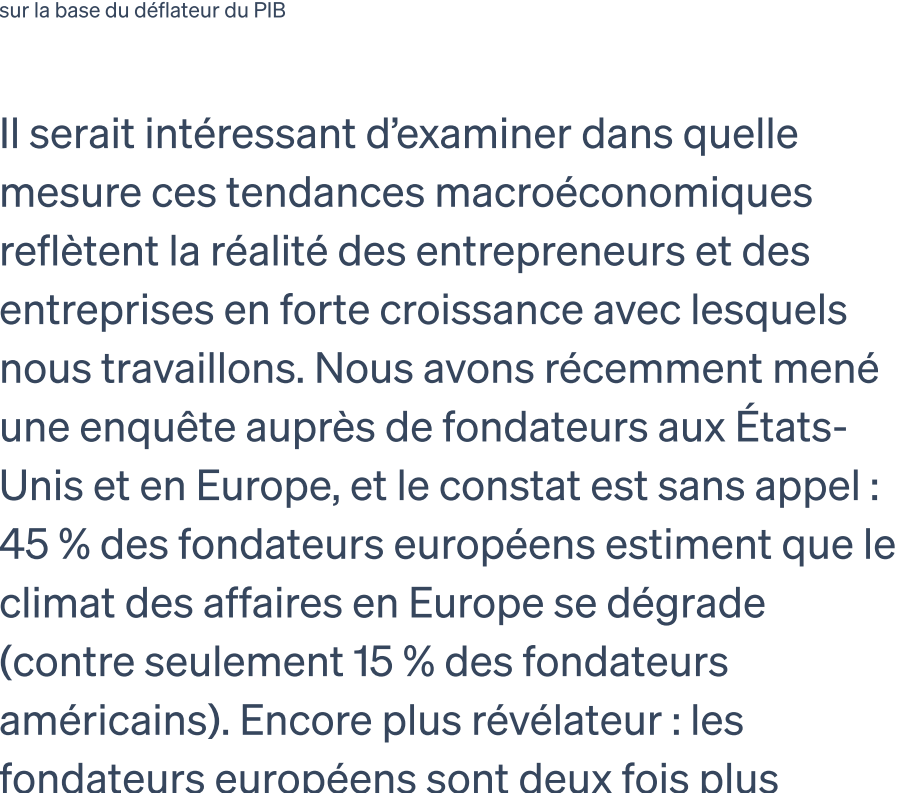 sur la base du déflateur du PIB
Il serait intéressant d’examiner dans quelle
mesure ces tendances macroéconomiques
reflètent la réalité des entrepreneurs et des
entreprises en forte croissance avec lesquels
nous travaillons. Nous avons récemment mené
une enquête auprès de fondateurs aux États-
Unis et en Europe, et le constat est sans appel :
45 % des fondateurs européens estiment que le
climat des affaires en Europe se dégrade
(contre seulement 15 % des fondateurs
américains). Encore plus révélateur : les
fondateurs européens sont deux fois plus